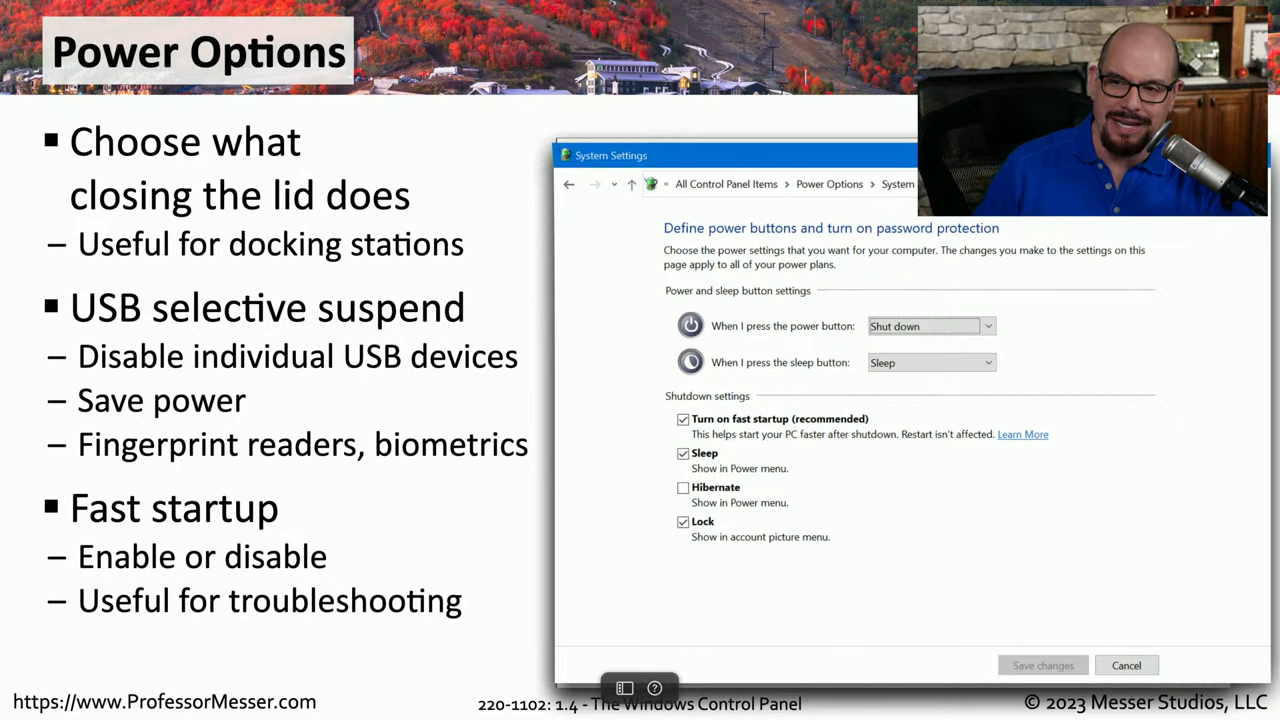 Power Options
▪ Choose what
closing the lid does
– Useful for docking stations
▪ USB selective suspend
– Disable individual USB devices
– Save power
– Fingerprint readers, biometrics
▪ Fast startup
– Enable or disable
– Useful for troubleshooting
System Settings
« All Control Panel Items > Power Options > System
Define power buttons and turn on password protection
Choose the power settings that you want for your computer. The changes you make to the settings on this
page apply to all of your power plans.
Power and sleep button settings
When I press the power button: Shut down
When I press the sleep button: Sleep
Shutdown settings
Turn on fast startup (recommended)
This helps start your PC faster after shutdown. Restart isn't affected. Learn More
Sleep
Show in Power menu.
Hibernate
Show in Power menu.
Lock
Show in account picture menu.
Save changes Cancel
https://www.ProfessorMesser.com
220-1102: 1.4 - The Windows Control Panel
© 2023 Messer Studios, LLC